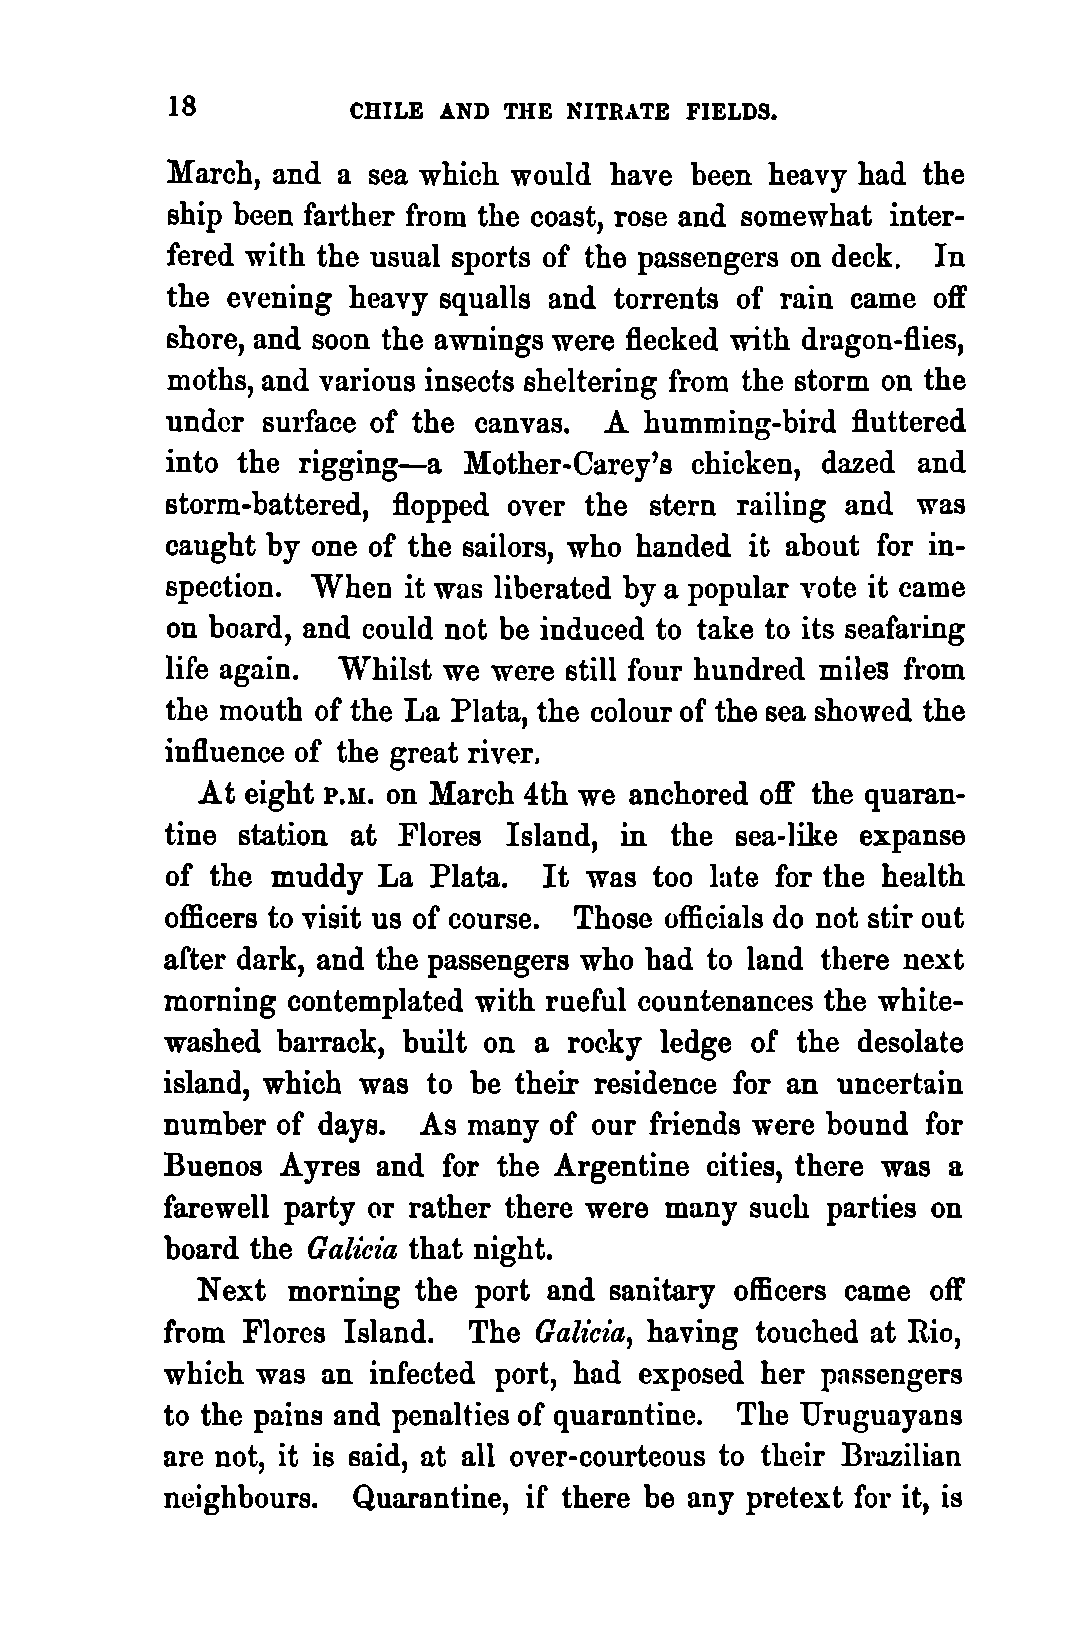 18 CHILE AND THE NITRATE FIELDS.
March, and a sea which would have been heavy had the
ship been farther from the coast, rose and somewhat inter-
fered with the usual sports of the passengers on deck. In
the evening heavy squalls and torrents of rain came off
shore, and soon the awnings were flecked with dragon-flies,
moths, and various insects sheltering from the storm on the
under surface of the canvas. A humming-bird fluttered
into the rigging—a Mother-Carey's chicken, dazed and
storm-battered, flopped over the stern railing and was
caught by one of the sailors, who handed it about for in-
spection. When it was liberated by a popular vote it came
on board, and could not be induced to take to its seafaring
life again. Whilst we were still four hundred miles from
the mouth of the La Plata, the colour of the sea showed the
influence of the great river.
At eight P.M. on March 4th we anchored off the quaran-
tine station at Flores Island, in the sea-like expanse
of the muddy La Plata. It was too late for the health
officers to visit us of course. Those officials do not stir out
after dark, and the passengers who had to land there next
morning contemplated with rueful countenances the white-
washed barrack, built on a rocky ledge of the desolate
island, which was to be their residence for an uncertain
number of days. As many of our friends were bound for
Buenos Ayres and for the Argentine cities, there was a
farewell party or rather there were many such parties on
board the Galicia that night.
Next morning the port and sanitary officers came off
from Flores Island. The Galicia, having touched at Rio,
which was an infected port, had exposed her passengers
to the pains and penalties of quarantine. The Uruguayans
are not, it is said, at all over-courteous to their Brazilian
neighbours. Quarantine, if there be any pretext for it, is